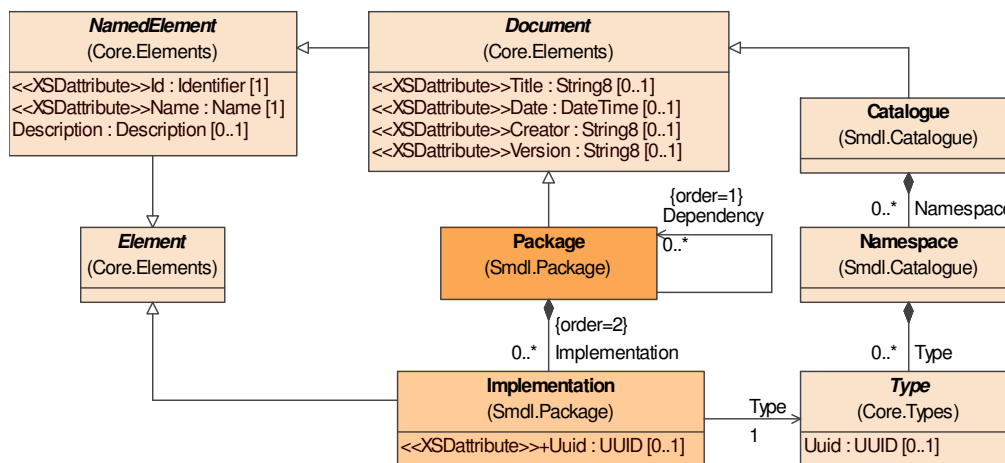 NamedElement
(Core.Elements)
<<XSDattribute>>Id : Identifier [1]
<<XSDattribute>>Name : Name [1]
Description : Description [0..1]
Document
(Core.Elements)
<<XSDattribute>>Title : String8 [0..1]
<<XSDattribute>>Date : DateTime [0..1]
<<XSDattribute>>Creator : String8 [0..1]
<<XSDattribute>>Version : String8 [0..1]
Catalogue
(Smdl.Catalogue)
0..* Namespace
Element
(Core.Elements)
{order=1}
Dependency
0..*
Package
(Smdl.Package)
Namespace
(Smdl.Catalogue)
{order=2}
0..* Implementation
0..* Type
Implementation
(Smdl.Package)
<<XSDattribute>>+Uuid : UUID [0..1]
Type
1
Type
(Core.Types)
Uuid : UUID [0..1]